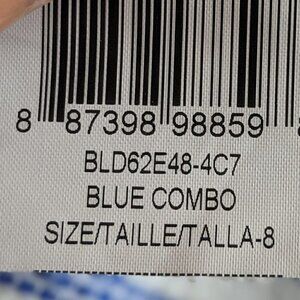 8 87398 98859
BLD62E48-4C7
BLUE COMBO
SIZE/TAILLE/TALLA-8